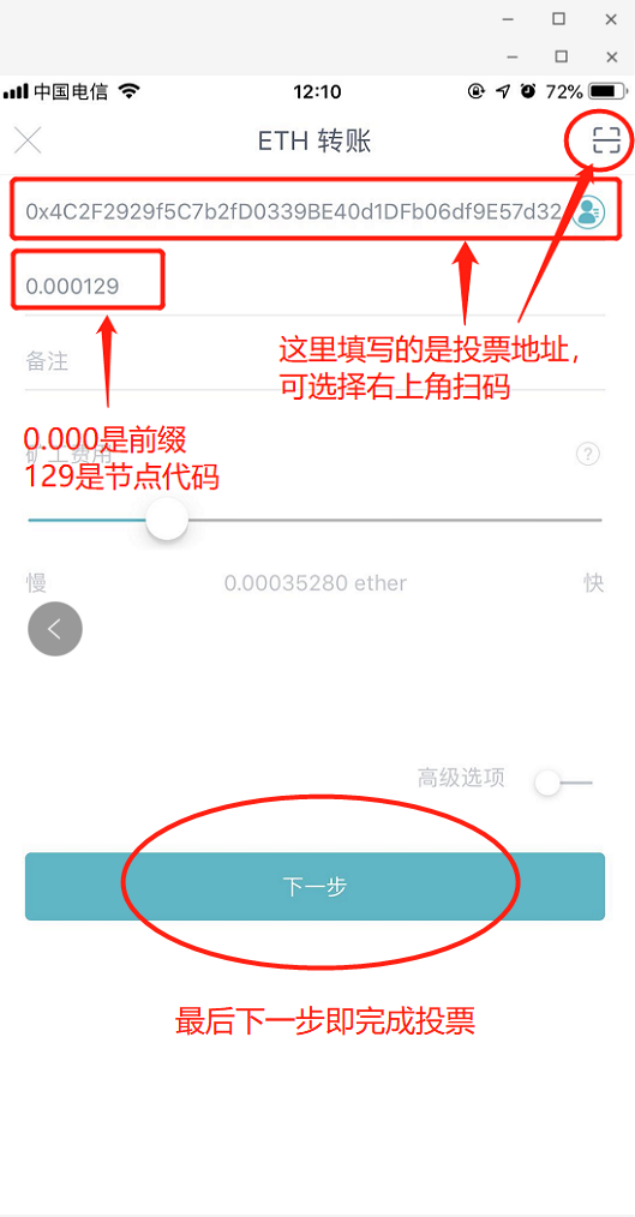 中国电信 12:10 72%
ETH 转账
0x4C2F2929f5C7b2fD0339BE40d1DFb06df9E57d32
0.000129
这里填写的是投票地址，
可选择右上角扫码
备注
0.000是前缀
矿工费用 ?
129是节点代码
慢 0.00035280 ether 快
高级选项
下一步
最后下一步即完成投票